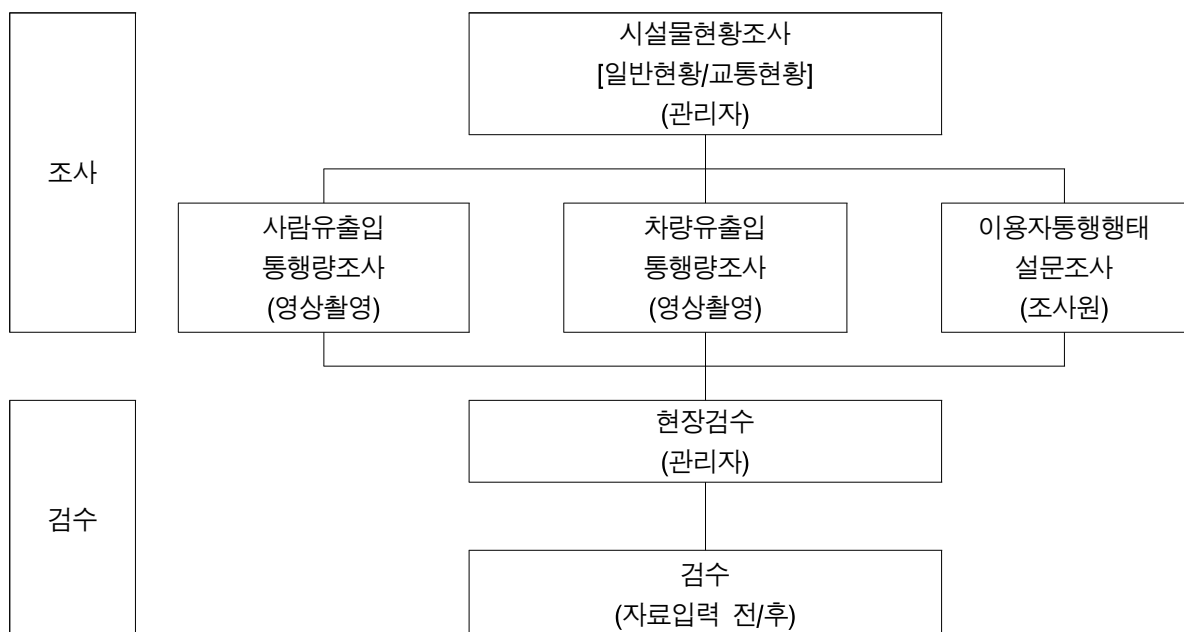 시설물현황조사
[일반현황/교통현황]
(관리자)
조사
사람유출입
통행량조사
(영상촬영)
차량유출입
통행량조사
(영상촬영)
이용자통행행태
설문조사
(조사원)
현장검수
(관리자)
검수
검수
(자료입력 전/후)